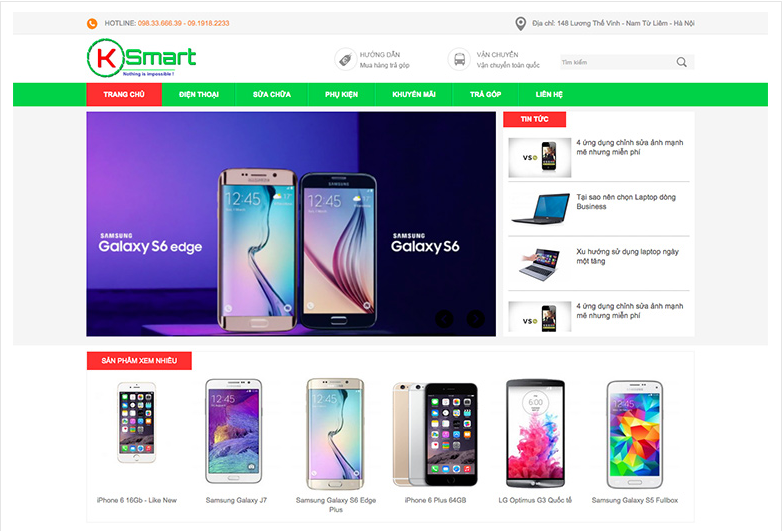 HOTLINE: 098.33.666.39 - 09.1918.2233
Địa chỉ: 148 Lương Thế Vinh - Nam Từ Liêm - Hà Nội
KSmart
Nothing is impossible !
HƯỚNG DẪN
Mua hàng trả góp
VẬN CHUYỂN
Vận chuyển toàn quốc
Tìm kiếm
TRANG CHỦ
ĐIỆN THOẠI
SỬA CHỮA
PHỤ KIỆN
KHUYẾN MÃI
TRẢ GÓP
LIÊN HỆ
SAMSUNG
Galaxy S6 edge
SAMSUNG
Galaxy S6
12:45
12:45
TIN TỨC
VS
4 ứng dụng chỉnh sửa ảnh mạnh
mẽ nhưng miễn phí
Tại sao nên chọn Laptop dòng
Business
Xu hướng sử dụng laptop ngày
một tăng
VS
4 ứng dụng chỉnh sửa ảnh mạnh
mẽ nhưng miễn phí
SẢN PHẨM XEM NHIỀU
12:45
6:00
iPhone 6 16Gb - Like New
Samsung Galaxy J7
Samsung Galaxy S6 Edge
Plus
iPhone 6 Plus 64GB
LG Optimus G3 Quốc tế
Samsung Galaxy S5 Fullbox